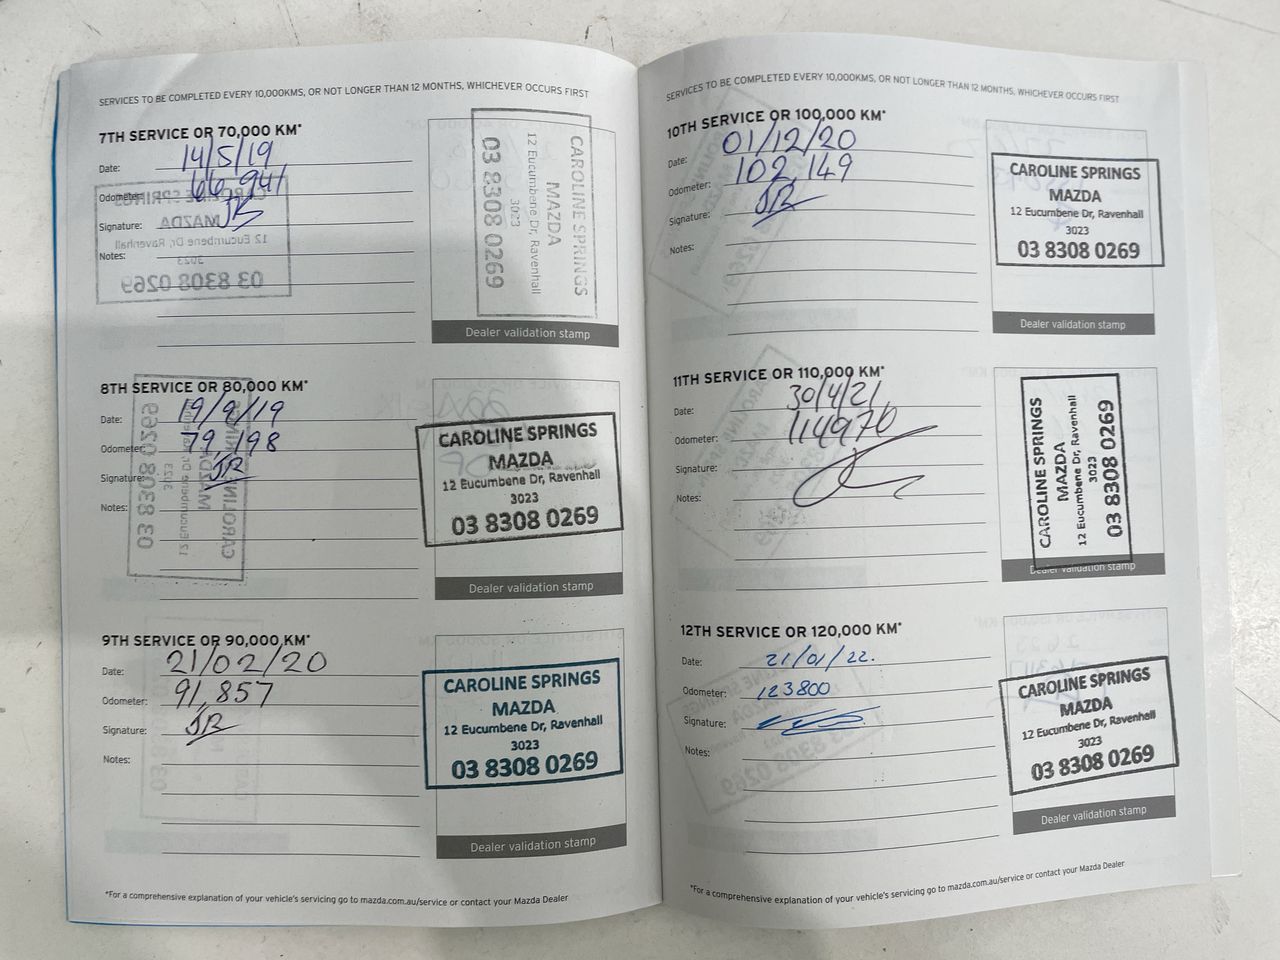 SERVICES TO BE COMPLETED EVERY 10,000KMS, OR NOT LONGER THAN 12 MONTHS, WHICHEVER OCCURS FIRST
7TH SERVICE OR 70,000 KM*
Date: 14/5/19
Odometer: 66,941
Signature: JR
Notes:
CAROLINE SPRINGS
MAZDA
12 Eucumbene Dr, Ravenhall
3023
03 8308 0269
Dealer validation stamp
8TH SERVICE OR 80,000 KM*
Date: 19/9/19
Odometer: 79,198
Signature: JR
Notes:
CAROLINE SPRINGS
MAZDA
12 Eucumbene Dr, Ravenhall
3023
03 8308 0269
Dealer validation stamp
9TH SERVICE OR 90,000 KM*
Date: 21/02/20
Odometer: 91,857
Signature: JR
Notes:
CAROLINE SPRINGS
MAZDA
12 Eucumbene Dr, Ravenhall
3023
03 8308 0269
Dealer validation stamp
*For a comprehensive explanation of your vehicle's servicing go to mazda.com.au/service or contact your Mazda Dealer
SERVICES TO BE COMPLETED EVERY 10,000KMS, OR NOT LONGER THAN 12 MONTHS, WHICHEVER OCCURS FIRST
10TH SERVICE OR 100,000 KM*
Date: 01/12/20
Odometer: 102,149
Signature: JR
Notes:
CAROLINE SPRINGS
MAZDA
12 Eucumbene Dr, Ravenhall
3023
03 8308 0269
Dealer validation stamp
11TH SERVICE OR 110,000 KM*
Date: 30/4/21
Odometer: 114970
Signature:
Notes:
CAROLINE SPRINGS
MAZDA
12 Eucumbene Dr, Ravenhall
3023
03 8308 0269
Dealer validation stamp
12TH SERVICE OR 120,000 KM*
Date: 21/01/22.
Odometer: 123800
Signature:
Notes:
CAROLINE SPRINGS
MAZDA
12 Eucumbene Dr, Ravenhall
3023
03 8308 0269
Dealer validation stamp
*For a comprehensive explanation of your vehicle's servicing go to mazda.com.au/service or contact your Mazda Dealer